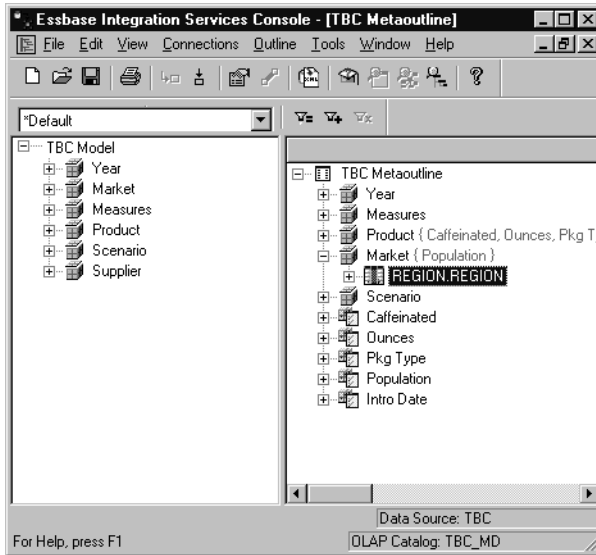 Essbase Integration Services Console - [TBC Metaoutline]
File Edit View Connections Outline Tools Window Help
XML
*Default
TBC Model
Year
Market
Measures
Product
Scenario
Supplier
TBC Metaoutline
Year
Measures
Product { Caffeinated, Ounces, Pkg T
Market { Population }
REGION.REGION
Scenario
Caffeinated
Ounces
Pkg Type
Population
Intro Date
Data Source: TBC
For Help, press F1
OLAP Catalog: TBC_MD